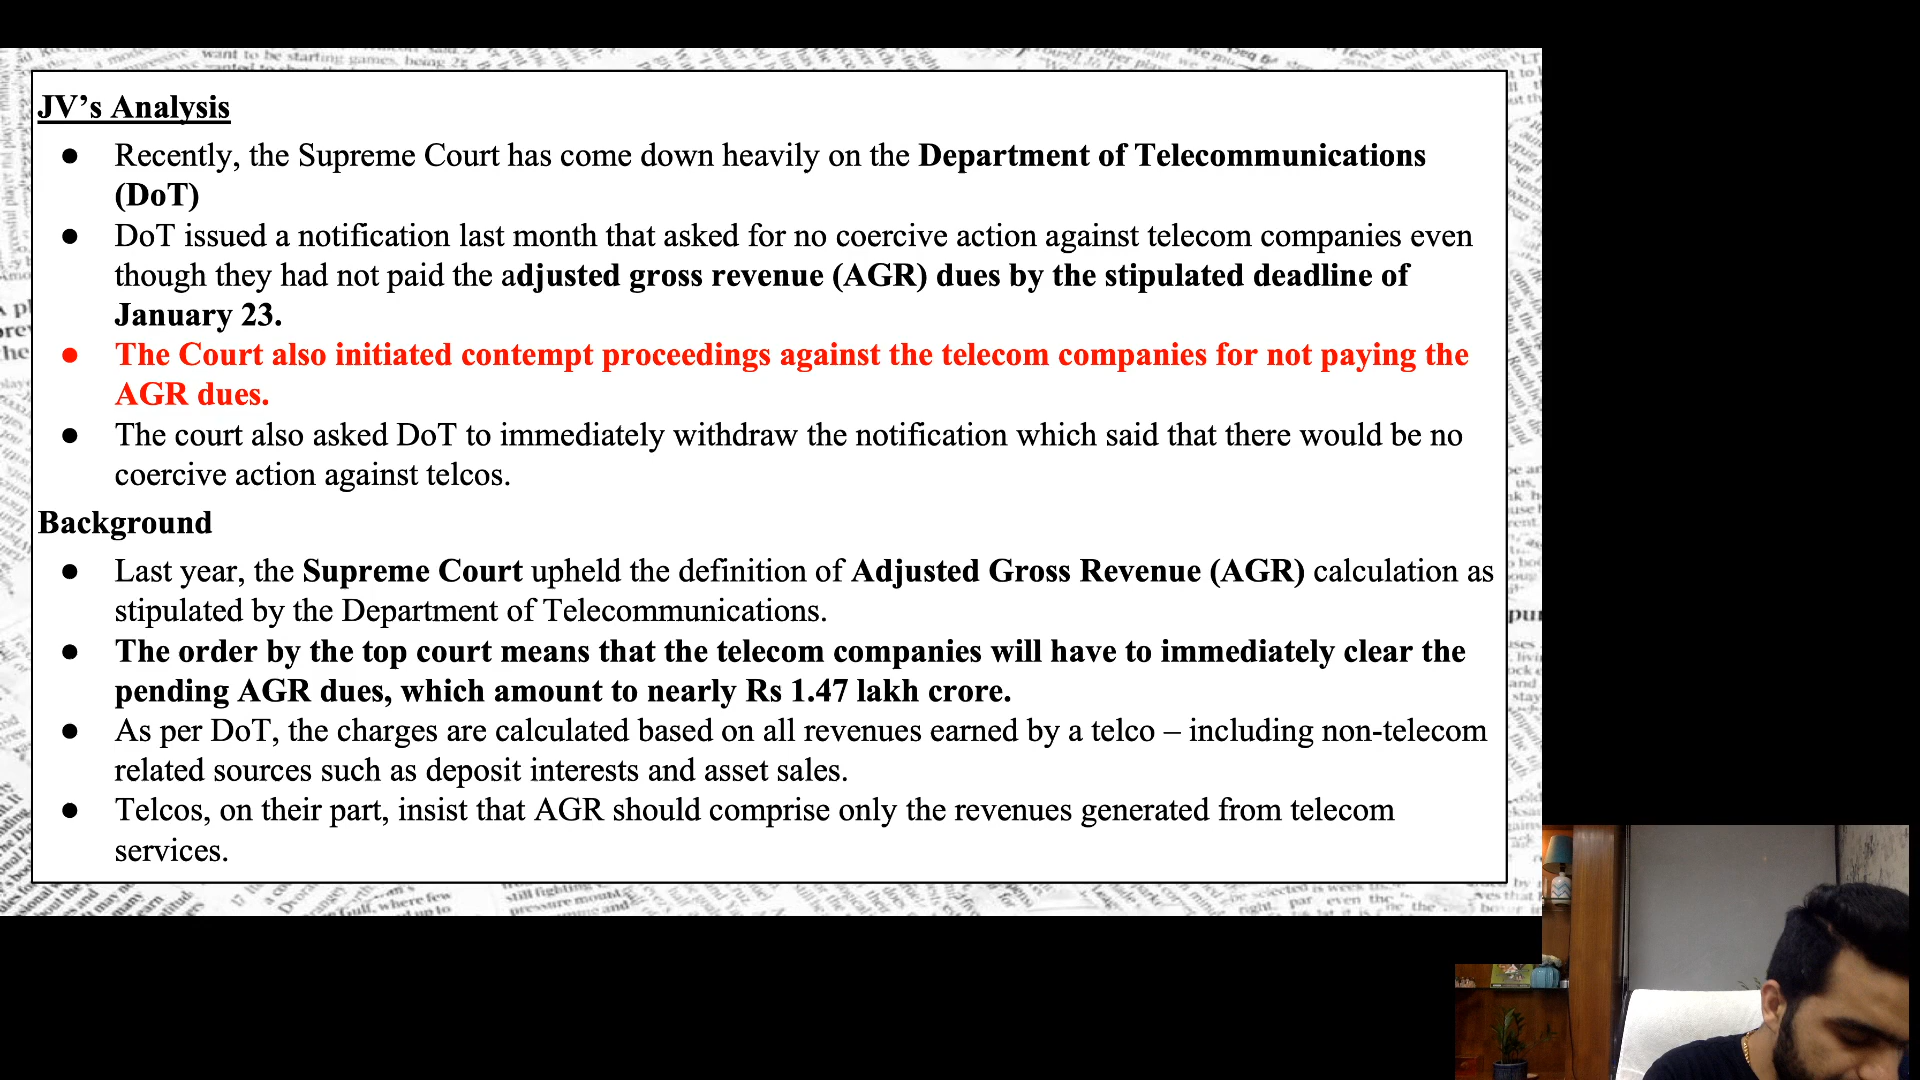 JV’s Analysis
● Recently, the Supreme Court has come down heavily on the Department of Telecommunications
(DoT)
● DoT issued a notification last month that asked for no coercive action against telecom companies even
though they had not paid the adjusted gross revenue (AGR) dues by the stipulated deadline of
January 23.
● The Court also initiated contempt proceedings against the telecom companies for not paying the
AGR dues.
● The court also asked DoT to immediately withdraw the notification which said that there would be no
coercive action against telcos.
Background
● Last year, the Supreme Court upheld the definition of Adjusted Gross Revenue (AGR) calculation as
stipulated by the Department of Telecommunications.
● The order by the top court means that the telecom companies will have to immediately clear the
pending AGR dues, which amount to nearly Rs 1.47 lakh crore.
● As per DoT, the charges are calculated based on all revenues earned by a telco – including non-telecom
related sources such as deposit interests and asset sales.
● Telcos, on their part, insist that AGR should comprise only the revenues generated from telecom
services.